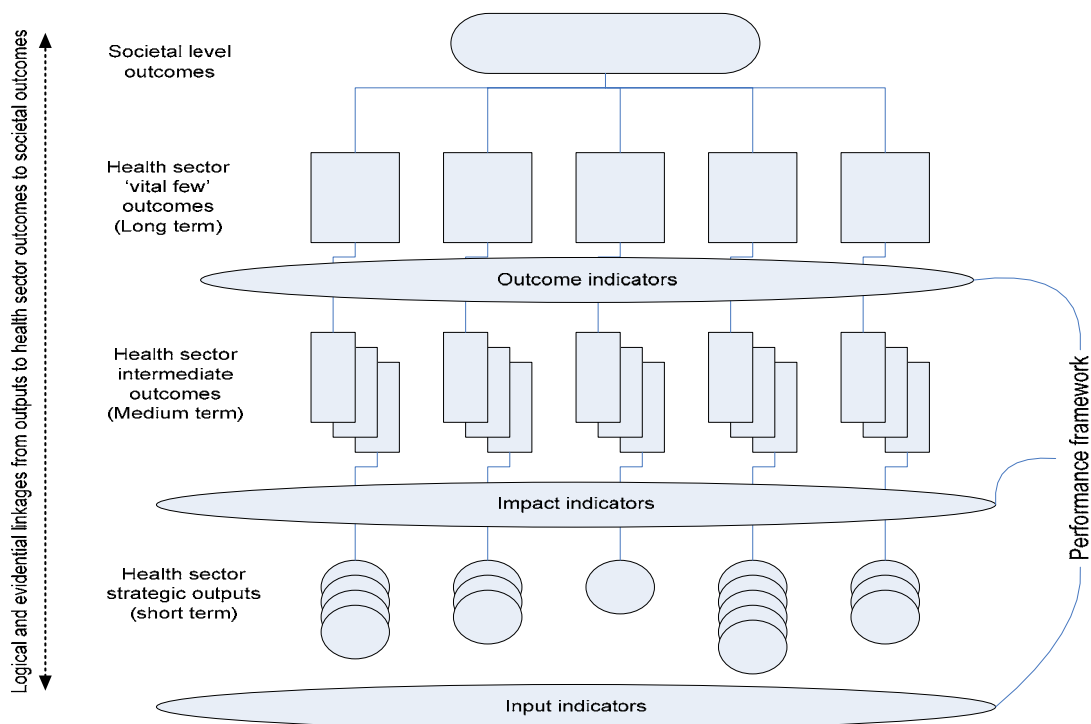 Societal level
outcomes
Health sector
'vital few'
outcomes
(Long term)
Outcome indicators
Health sector
intermediate
outcomes
(Medium term)
Impact indicators
Health sector
strategic outputs
(short term)
Input indicators
Logical and evidential linkages from outputs to health sector outcomes to societal outcomes
Performance framework